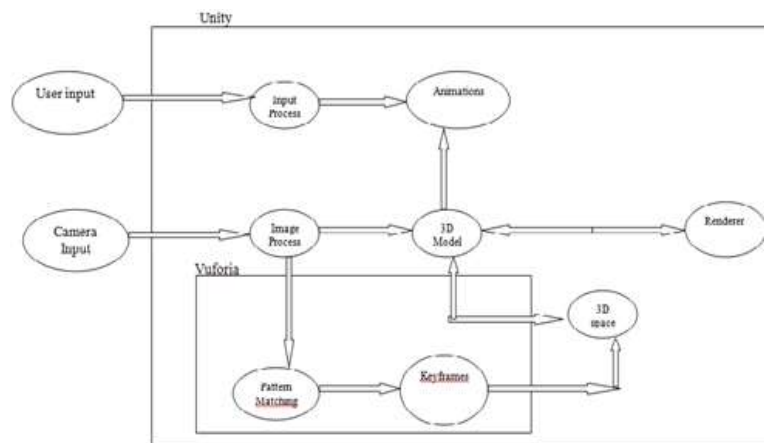 Unity
User input
Input
Process
Animations
Camera
Input
Image
Process
3D
Model
Renderer
Vuforia
3D
space
Pattern
Matching
Keyframes